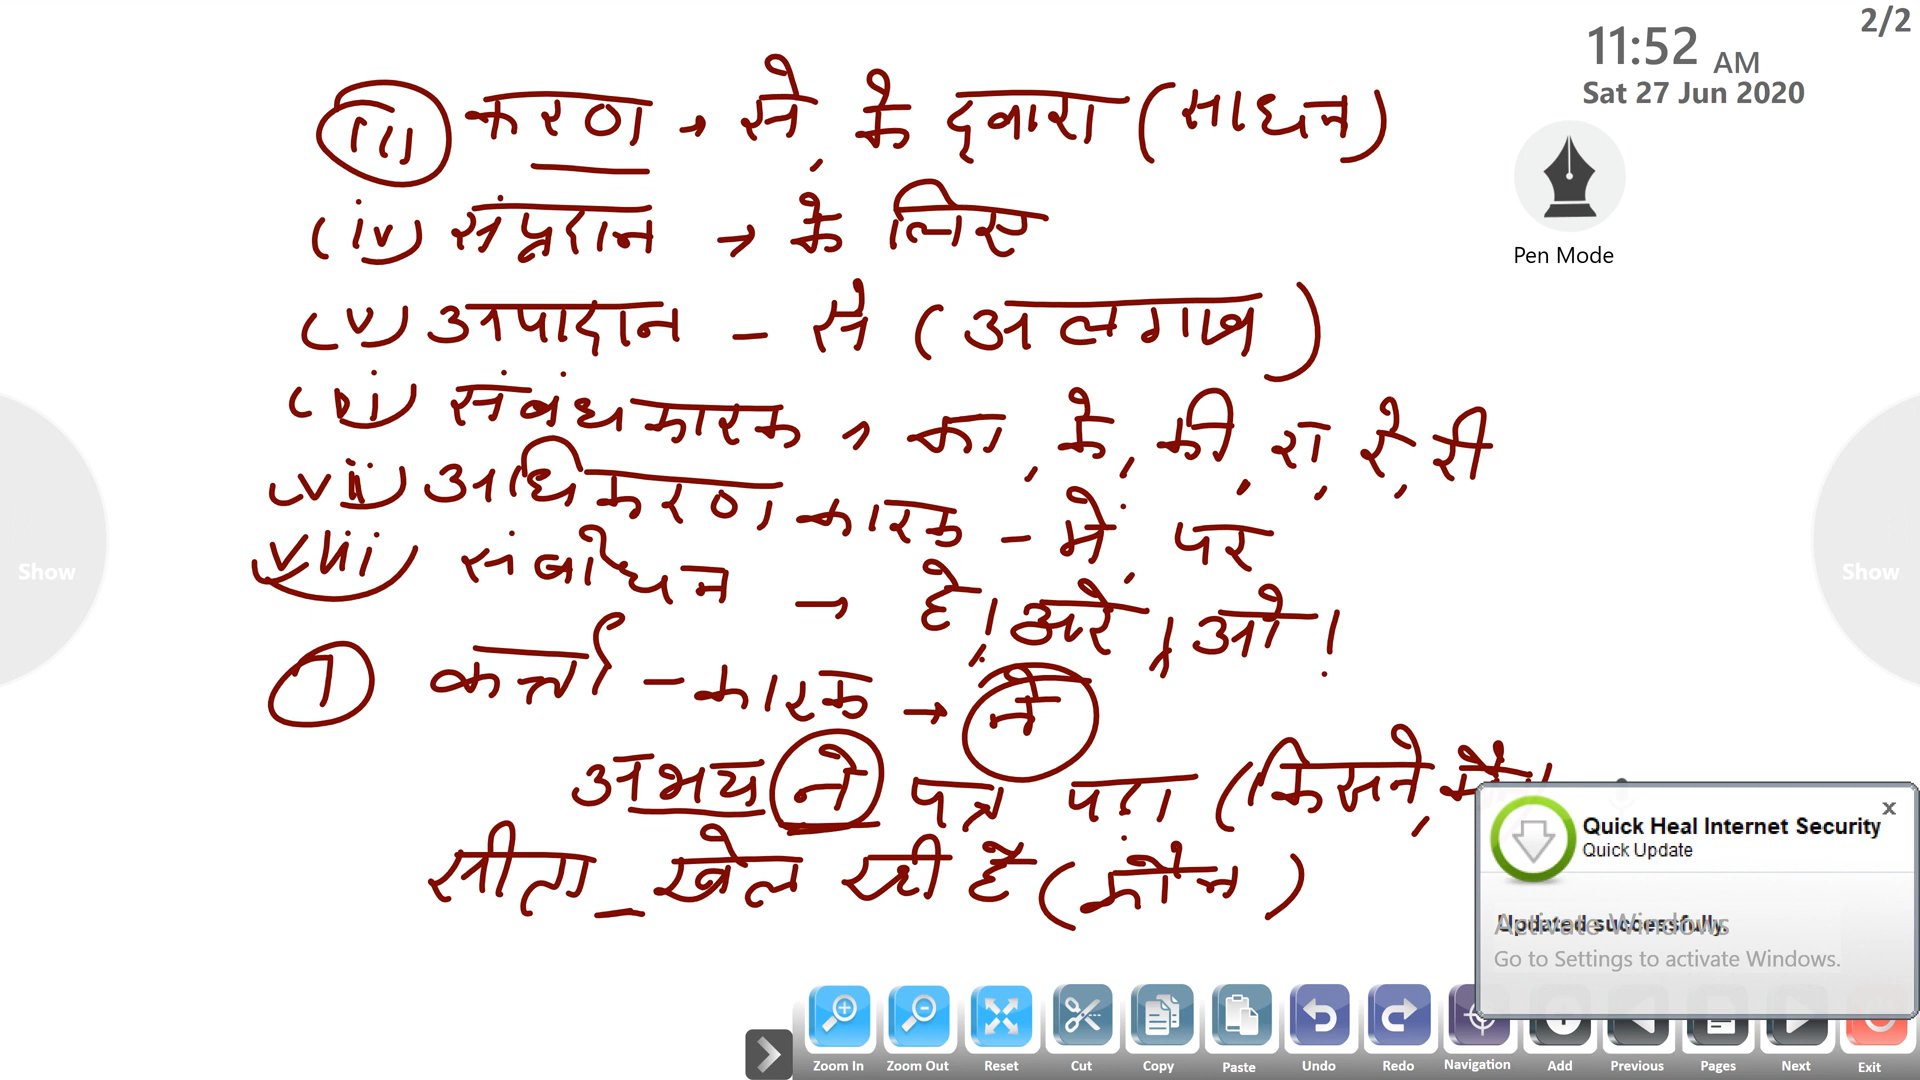 2/2
11:52 AM
Sat 27 Jun 2020
Pen Mode
(iii) करण → से, के द्वारा (साधन)
(iv) संप्रदान → के लिए
(v) अपादान - से (अलगाव)
(vi) संबंध कारक → का, के, की, रा, रे, री
(vii) अधिकरण कारक - में, पर
(viii) संबोधन → हे! अरे! ओ!
① कर्ता - कारक → ने
अभय ने पत्र पढ़ा (किसने,
सीता खेल रही है (कौन)
Show
Show
Quick Heal Internet Security
Quick Update
x
Updated successfully.
Activate Windows
Go to Settings to activate Windows.
Zoom In Zoom Out Reset Cut Copy Paste Undo Redo Navigation Add Previous Pages Next Exit